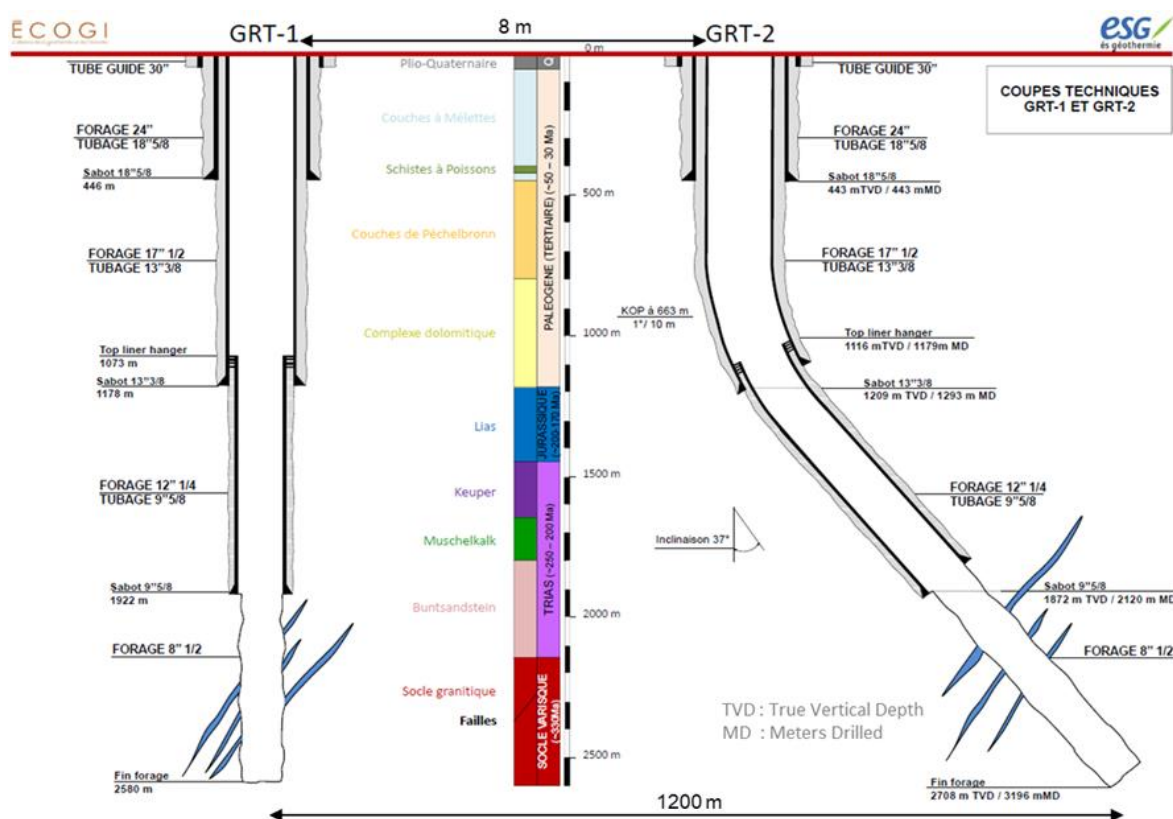 ECOGI
GRT-1
8 m
GRT-2
esG
és géothermie
0 m
TUBE GUIDE 30"
Plio-Quaternaire
Q
TUBE GUIDE 30"
COUPES TECHNIQUES
GRT-1 ET GRT-2
FORAGE 24"
TUBAGE 18"5/8
Couches à Mélettes
FORAGE 24"
TUBAGE 18"5/8
Sabot 18"5/8
446 m
Schistes à Poissons
500 m
Sabot 18"5/8
443 mTVD / 443 mMD
PALEOGENE (TERTIAIRE) (~50 – 30 Ma)
FORAGE 17" 1/2
TUBAGE 13"3/8
Couches de Péchelbronn
FORAGE 17" 1/2
TUBAGE 13"3/8
KOP à 663 m
1°/ 10 m
Complexe dolomitique
1000 m
Top liner hanger
1116 mTVD / 1179m MD
Top liner hanger
1073 m
Sabot 13"3/8
1178 m
Sabot 13"3/8
1209 m TVD / 1293 m MD
Lias
JURASSIQUE
(~200-170 Ma)
1500 m
FORAGE 12" 1/4
TUBAGE 9"5/8
Keuper
FORAGE 12" 1/4
TUBAGE 9"5/8
Muschelkalk
TRIAS (~250 – 200 Ma)
Inclinaison 37°
Sabot 9"5/8
1922 m
Buntsandstein
2000 m
Sabot 9"5/8
1872 m TVD / 2120 m MD
FORAGE 8" 1/2
FORAGE 8" 1/2
Socle granitique
Failles
SOCLE VARISQUE
(~330Ma)
TVD : True Vertical Depth
MD : Meters Drilled
2500 m
Fin forage
2580 m
Fin forage
2708 m TVD / 3196 mMD
1200 m